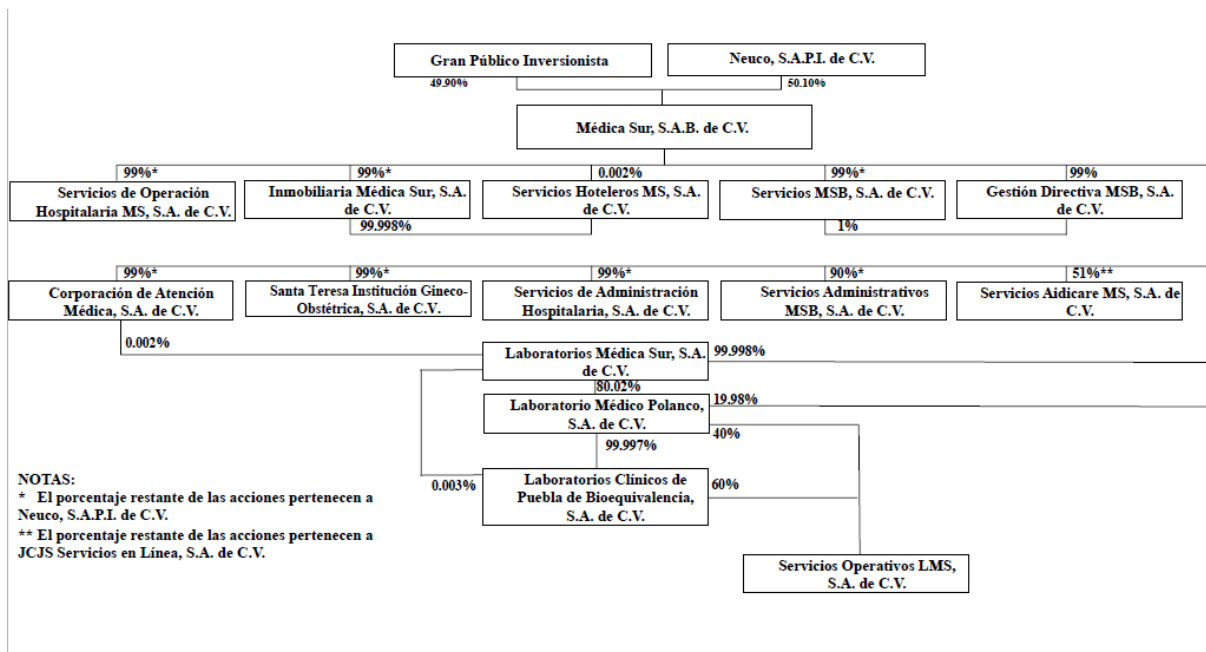 Gran Público Inversionista
Neuco, S.A.P.I. de C.V.
49.90%
50.10%
Médica Sur, S.A.B. de C.V.
99%*
99%*
0.002%
99%*
99%
Servicios de Operación
Hospitalaria MS, S.A. de C.V.
Inmobiliaria Médica Sur, S.A.
de C.V.
Servicios Hoteleros MS, S.A.
de C.V.
Servicios MSB, S.A. de C.V.
Gestión Directiva MSB, S.A.
de C.V.
99.998%
1%
99%*
99%*
99%*
90%*
51%**
Corporación de Atención
Médica, S.A. de C.V.
Santa Teresa Institución Gineco-
Obstétrica, S.A. de C.V.
Servicios de Administración
Hospitalaria, S.A. de C.V.
Servicios Administrativos
MSB, S.A. de C.V.
Servicios Aidicare MS, S.A. de
C.V.
0.002%
Laboratorios Médica Sur, S.A.
de C.V.
99.998%
80.02%
Laboratorio Médico Polanco,
S.A. de C.V.
19.98%
40%
99.997%
Laboratorios Clínicos de
Puebla de Bioequivalencia,
S.A. de C.V.
0.003%
60%
NOTAS:
* El porcentaje restante de las acciones pertenecen a
Neuco, S.A.P.I. de C.V.
** El porcentaje restante de las acciones pertenecen a
JCJS Servicios en Línea, S.A. de C.V.
Servicios Operativos LMS,
S.A. de C.V.